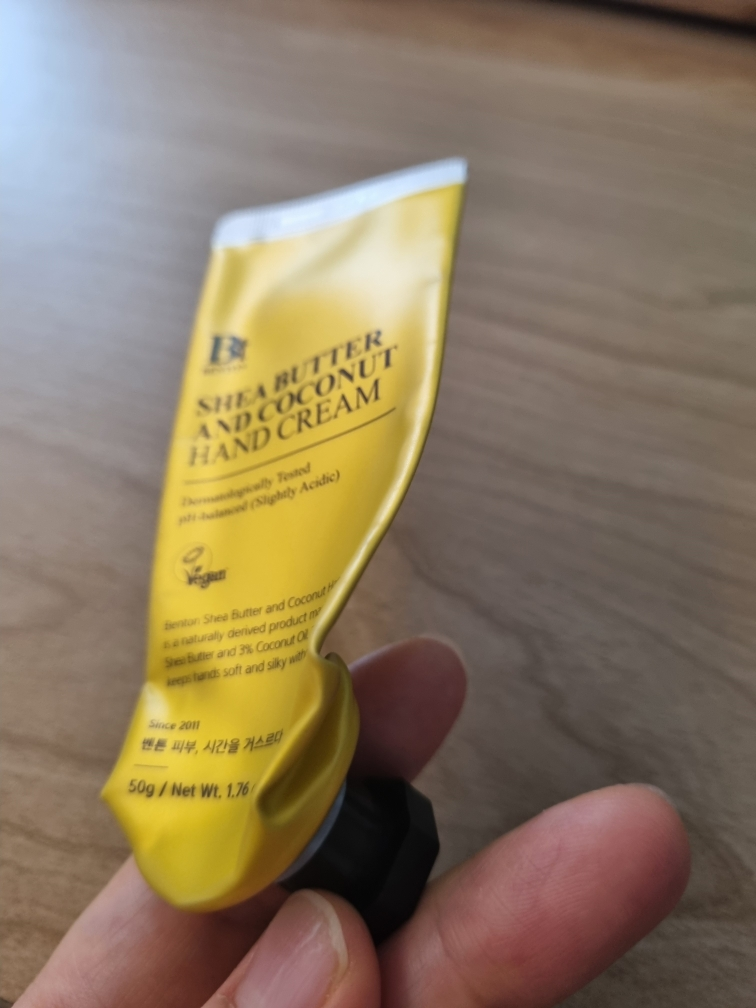 B
BENTON
SHEA BUTTER
AND COCONUT
HAND CREAM
Dermatologically Tested
pH-balanced (Slightly Acidic)
Vegan
Benton Shea Butter and Coconut
is a naturally derived product
Shea Butter and 3% Coconut Oil
keeps hands soft and silky with
Since 2011
벤튼 피부, 시간을 거스르다
50g / Net Wt. 1.76